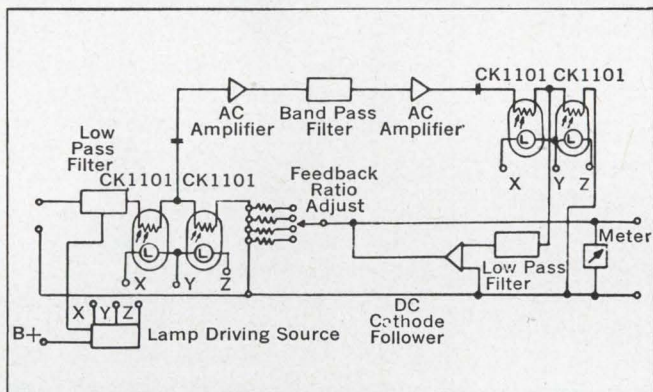 CK1101 CK1101
AC
Amplifier
Band Pass
Filter
AC
Amplifier
Low
Pass
Filter
CK1101 CK1101
Feedback
Ratio
Adjust
X Y Z
L L
L L
X Y Z
Meter
Low Pass
Filter
X Y Z
DC
Cathode
Follower
B+
Lamp Driving Source